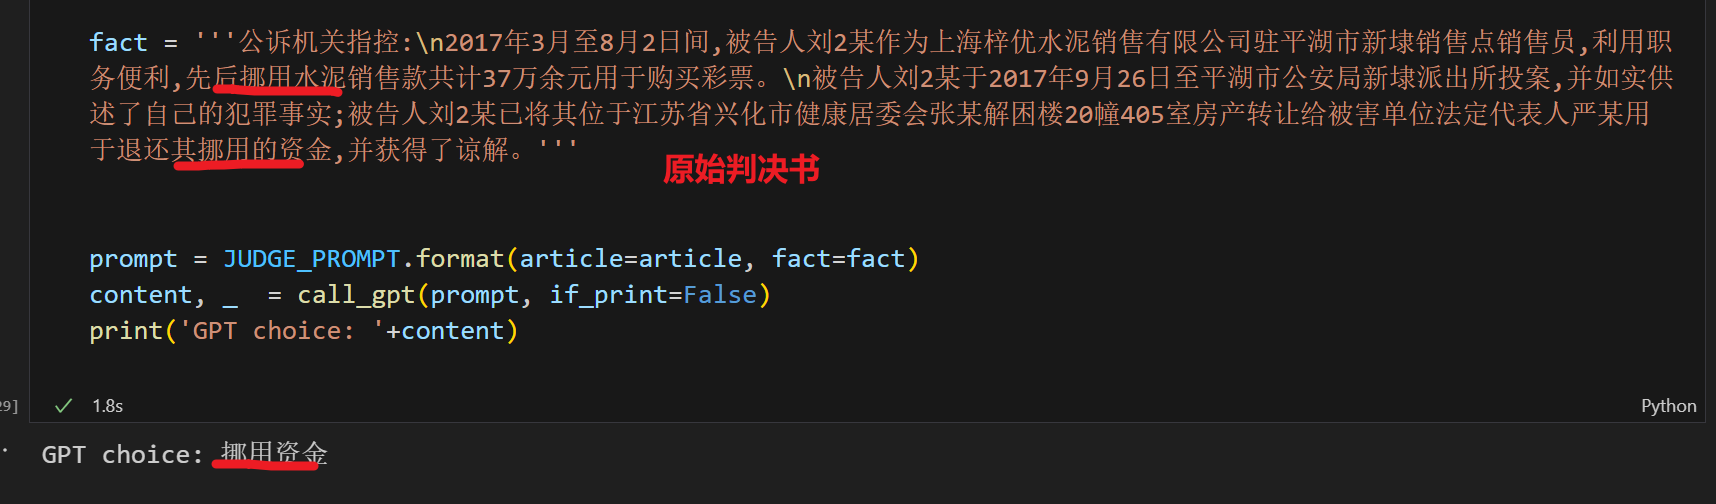 fact = '''公诉机关指控:\n2017年3月至8月2日间,被告人刘2某作为上海梓优水泥销售有限公司驻平湖市新埭销售点销售员,利用职
务便利,先后挪用水泥销售款共计37万余元用于购买彩票。\n被告人刘2某于2017年9月26日至平湖市公安局新埭派出所投案,并如实供
述了自己的犯罪事实;被告人刘2某已将其位于江苏省兴化市健康居委会张某解困楼20幢405室房产转让给被害单位法定代表人严某用
于退还其挪用的资金,并获得了谅解。'''
原始判决书
prompt = JUDGE_PROMPT.format(article=article, fact=fact)
content, _  = call_gpt(prompt, if_print=False)
print('GPT choice: '+content)
29]
1.8s
Python
GPT choice: 挪用资金